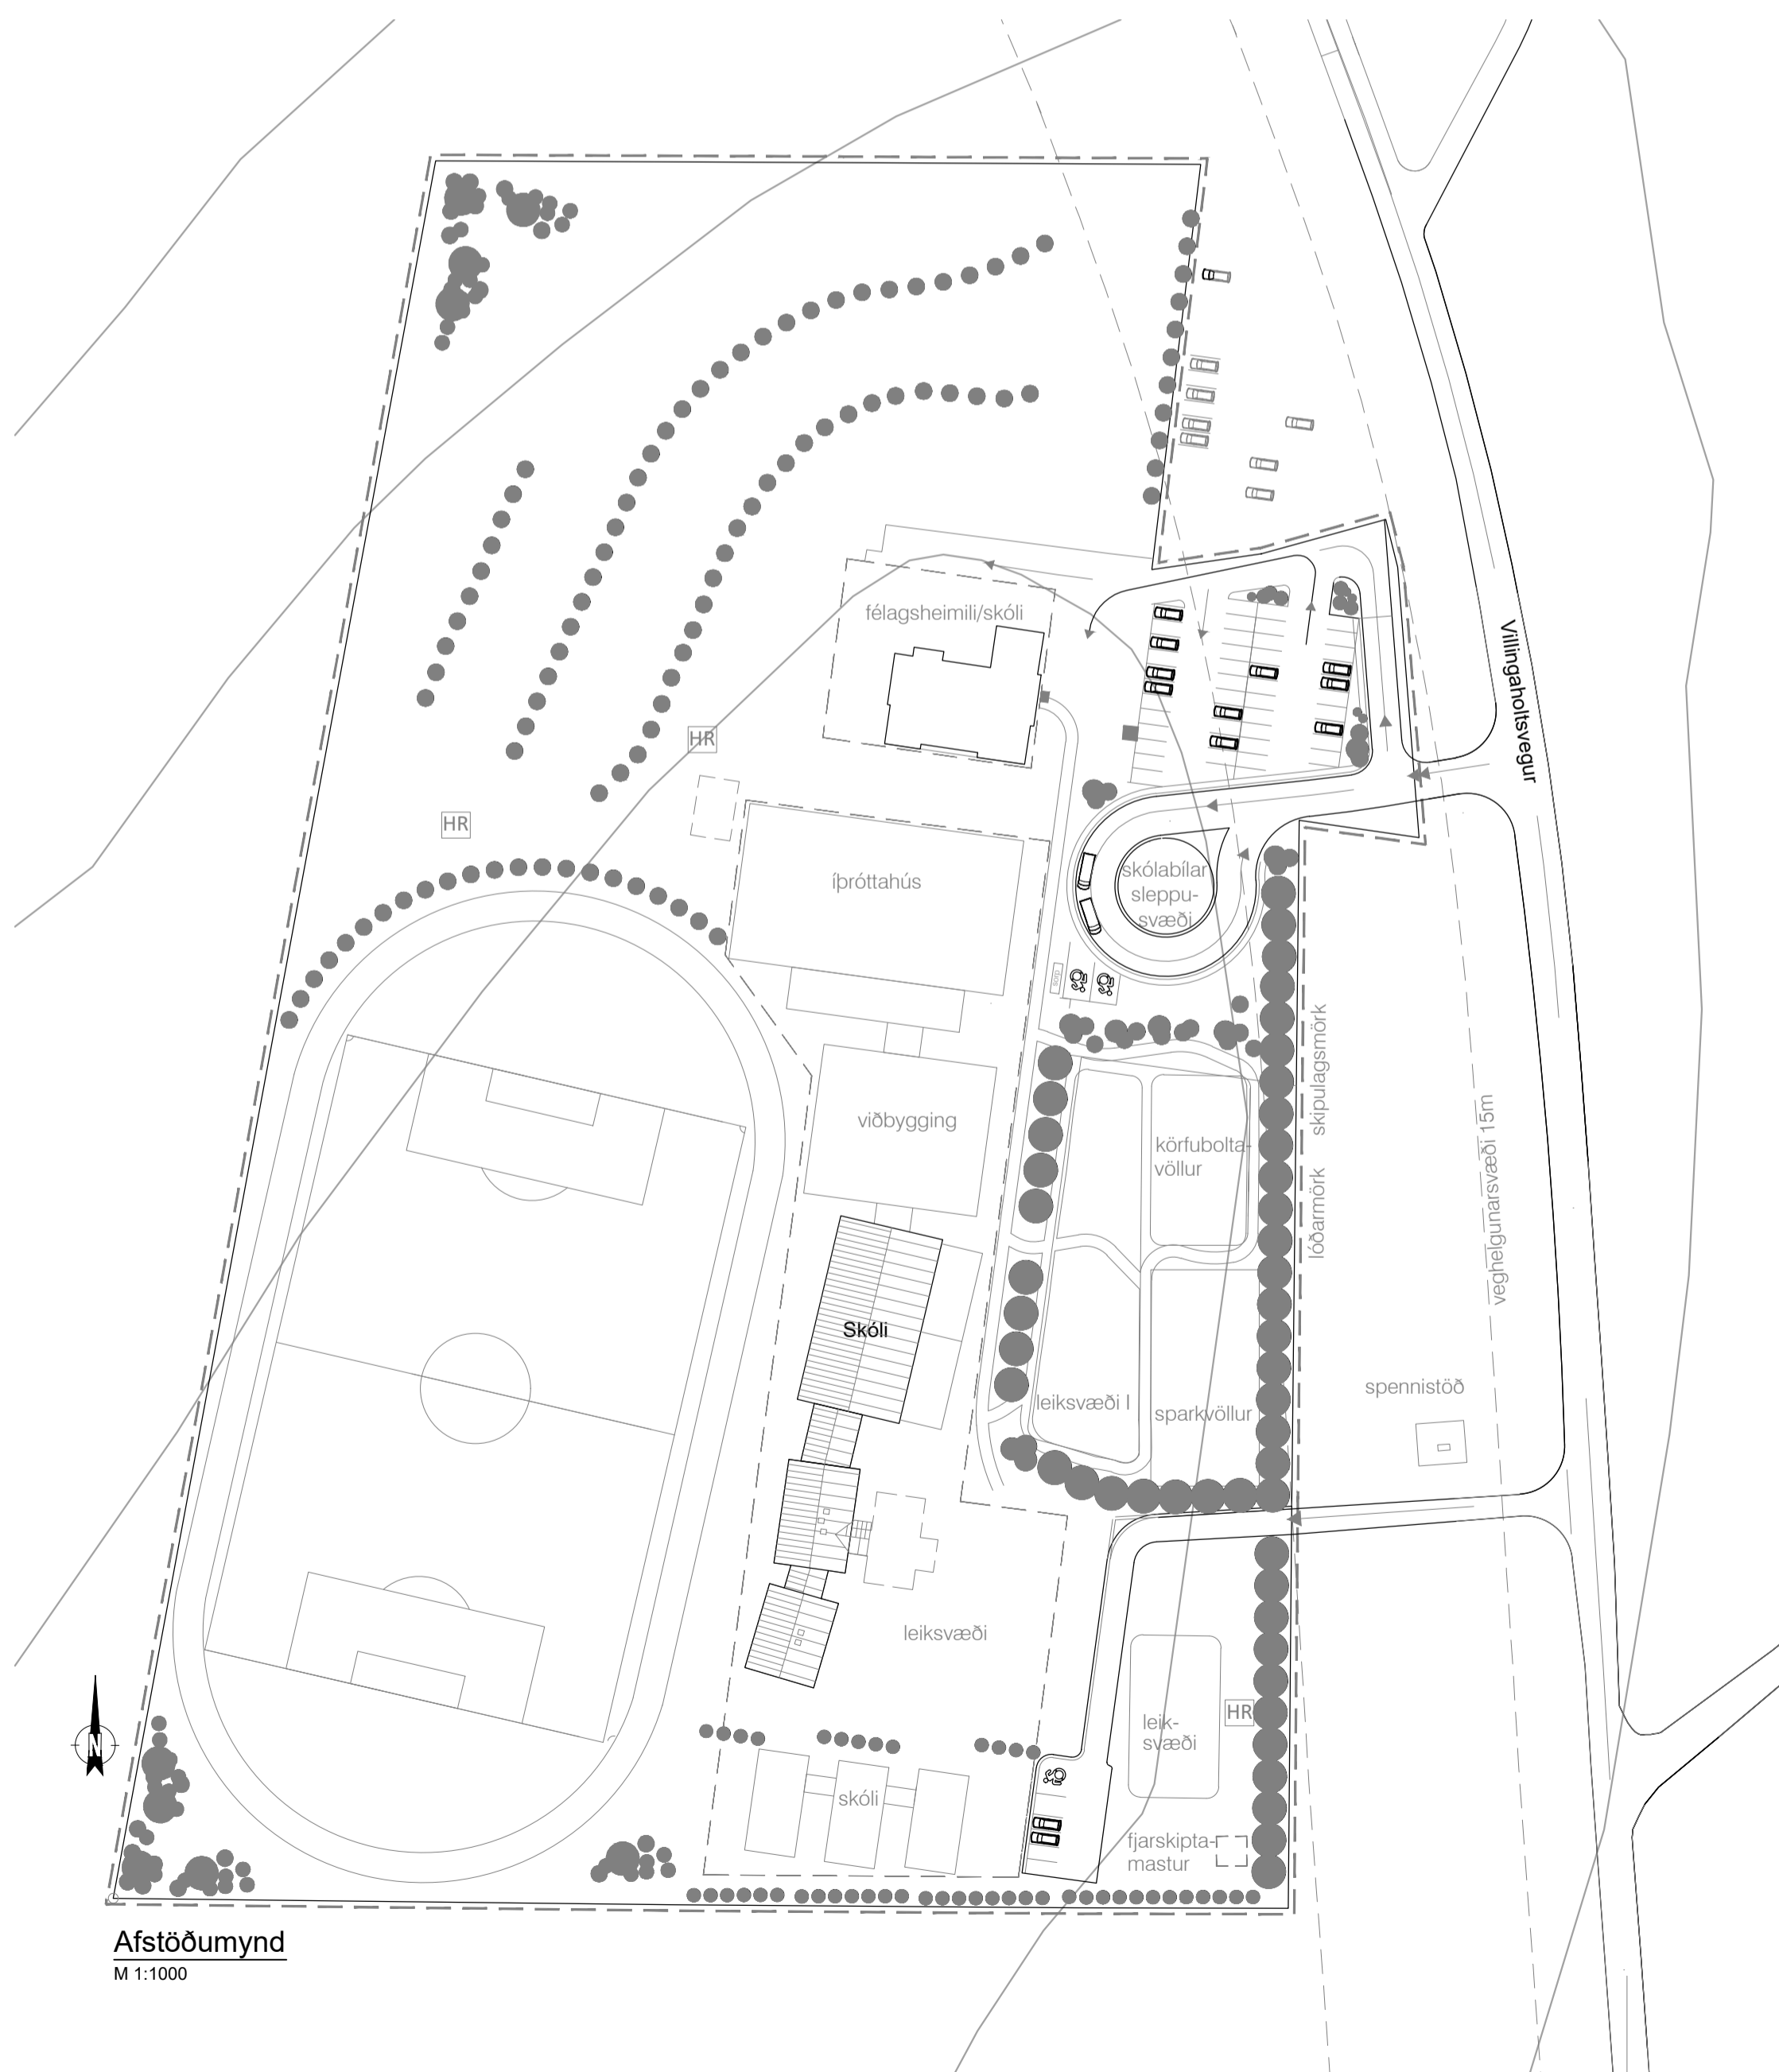 Villingaholtsvegur
félagsheimili/skóli
HR
HR
íþróttahús
skólabílar
sleppu-
svæði
sorp
skipulagsmörk
lóðarmörk
veghelgunarsvæði 15m
viðbygging
körfubolta-
völlur
Skóli
leiksvæði I
sparkvöllur
spennistöð
leiksvæði
HR
leik-
svæði
skóli
fjarskipta-
mastur
N
Afstöðumynd
M 1:1000